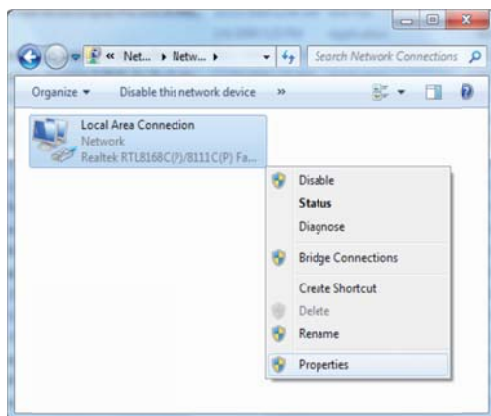 « Net... ▸ Netw... ▸
Search Network Connections
Organize ▾ Disable this network device »
Local Area Connection
Network
Realtek RTL8168C(P)/8111C(P) Fa...
Disable
Status
Diagnose
Bridge Connections
Create Shortcut
Delete
Rename
Properties